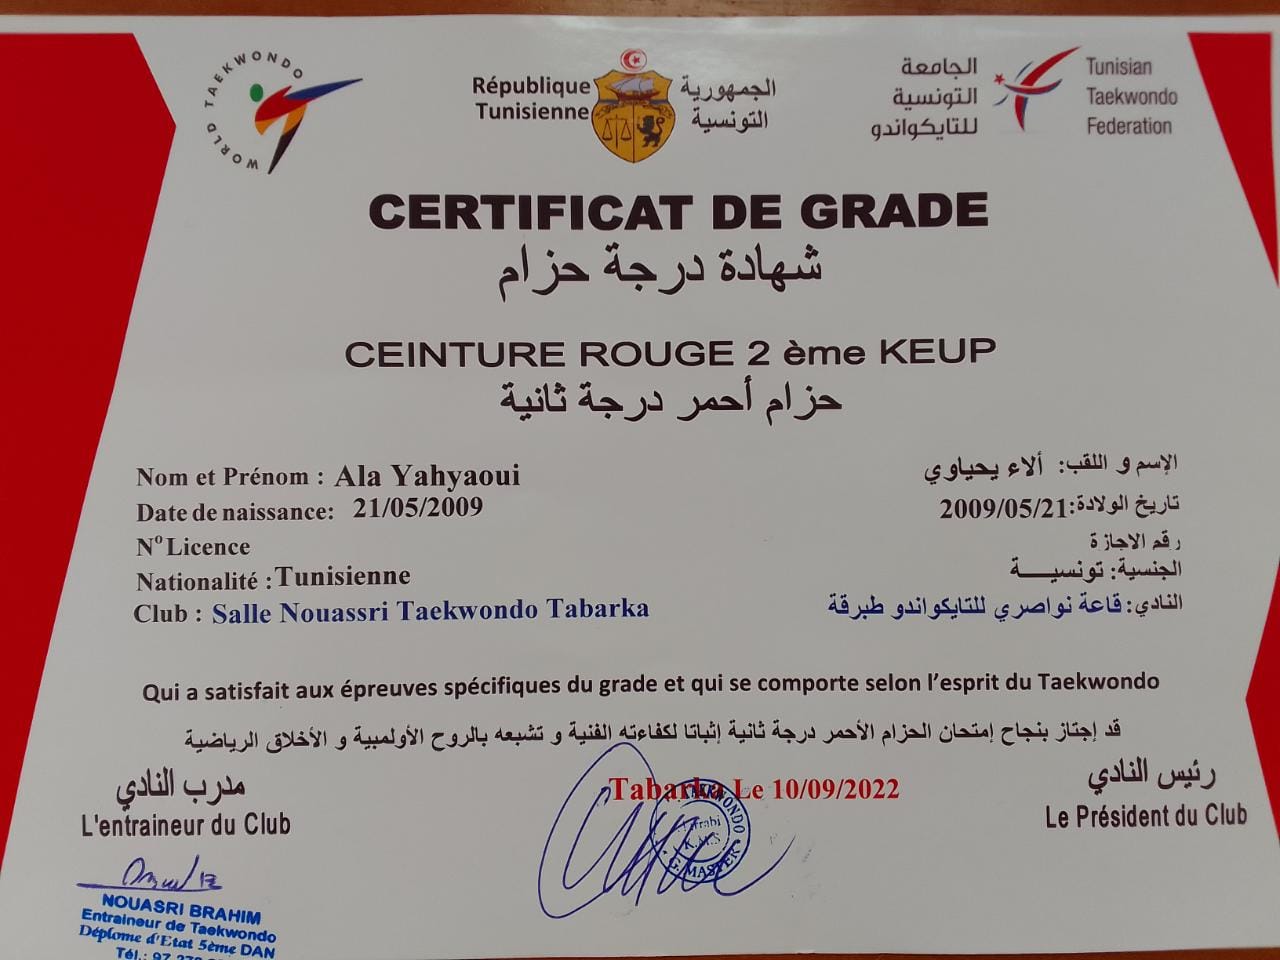 WORLD TAEKWONDO
République
Tunisienne
الجمهورية
التونسية
الجامعة
التونسية
للتايكواندو
Tunisian
Taekwondo
Federation
CERTIFICAT DE GRADE
شهادة درجة حزام
CEINTURE ROUGE 2 ème KEUP
حزام أحمر درجة ثانية
Nom et Prénom : Ala Yahyaoui
الإسم و اللقب: ألاء يحياوي
Date de naissance: 21/05/2009
تاريخ الولادة:2009/05/21
Nº Licence
رقم الاجازة
Nationalité : Tunisienne
الجنسية: تونسيـــة
Club : Salle Nouassri Taekwondo Tabarka
النادي: قاعة نواصري للتايكواندو طبرقة
Qui a satisfait aux épreuves spécifiques du grade et qui se comporte selon l'esprit du Taekwondo
قد إجتاز بنجاح إمتحان الحزام الأحمر درجة ثانية إثباتا لكفاءته الفنية و تشبعه بالروح الأولمبية و الأخلاق الرياضية
Tabarka Le 10/09/2022
مدرب النادي
L'entraineur du Club
رئيس النادي
Le Président du Club
TAEKWONDO
K.M.S
G. MASTER
NOUASRI BRAHIM
Entraineur de Taekwondo
Déplome d'Etat 5ème DAN
Tél.: 97